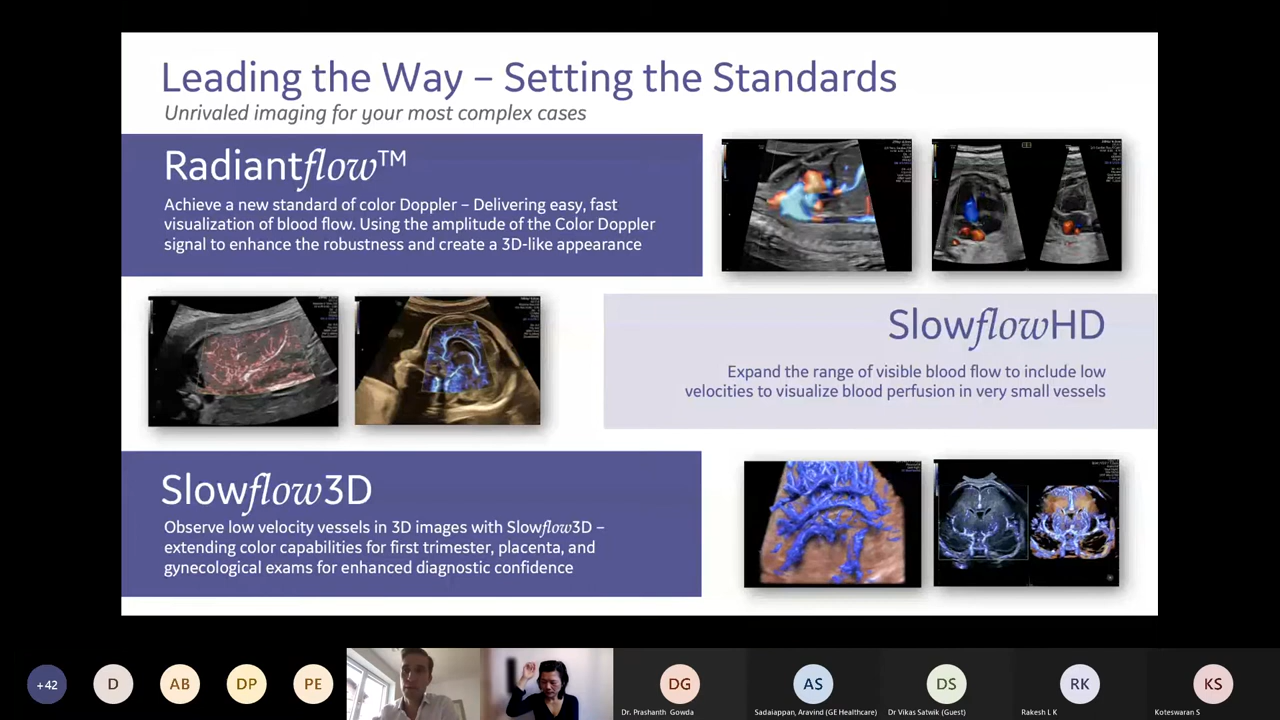 Leading the Way – Setting the Standards
Unrivaled imaging for your most complex cases
Radiantflow™
Achieve a new standard of color Doppler – Delivering easy, fast
visualization of blood flow. Using the amplitude of the Color Doppler
signal to enhance the robustness and create a 3D-like appearance
SlowflowHD
Expand the range of visible blood flow to include low
velocities to visualize blood perfusion in very small vessels
Slowflow3D
Observe low velocity vessels in 3D images with Slowflow3D –
extending color capabilities for first trimester, placenta, and
gynecological exams for enhanced diagnostic confidence
+42
D
AB
DP
PE
DG
AS
DS
RK
KS
Dr. Prashanth Gowda
Sadaiappan, Aravind (GE Healthcare)
Dr Vikas Satwik (Guest)
Rakesh L K
Koteswaran S